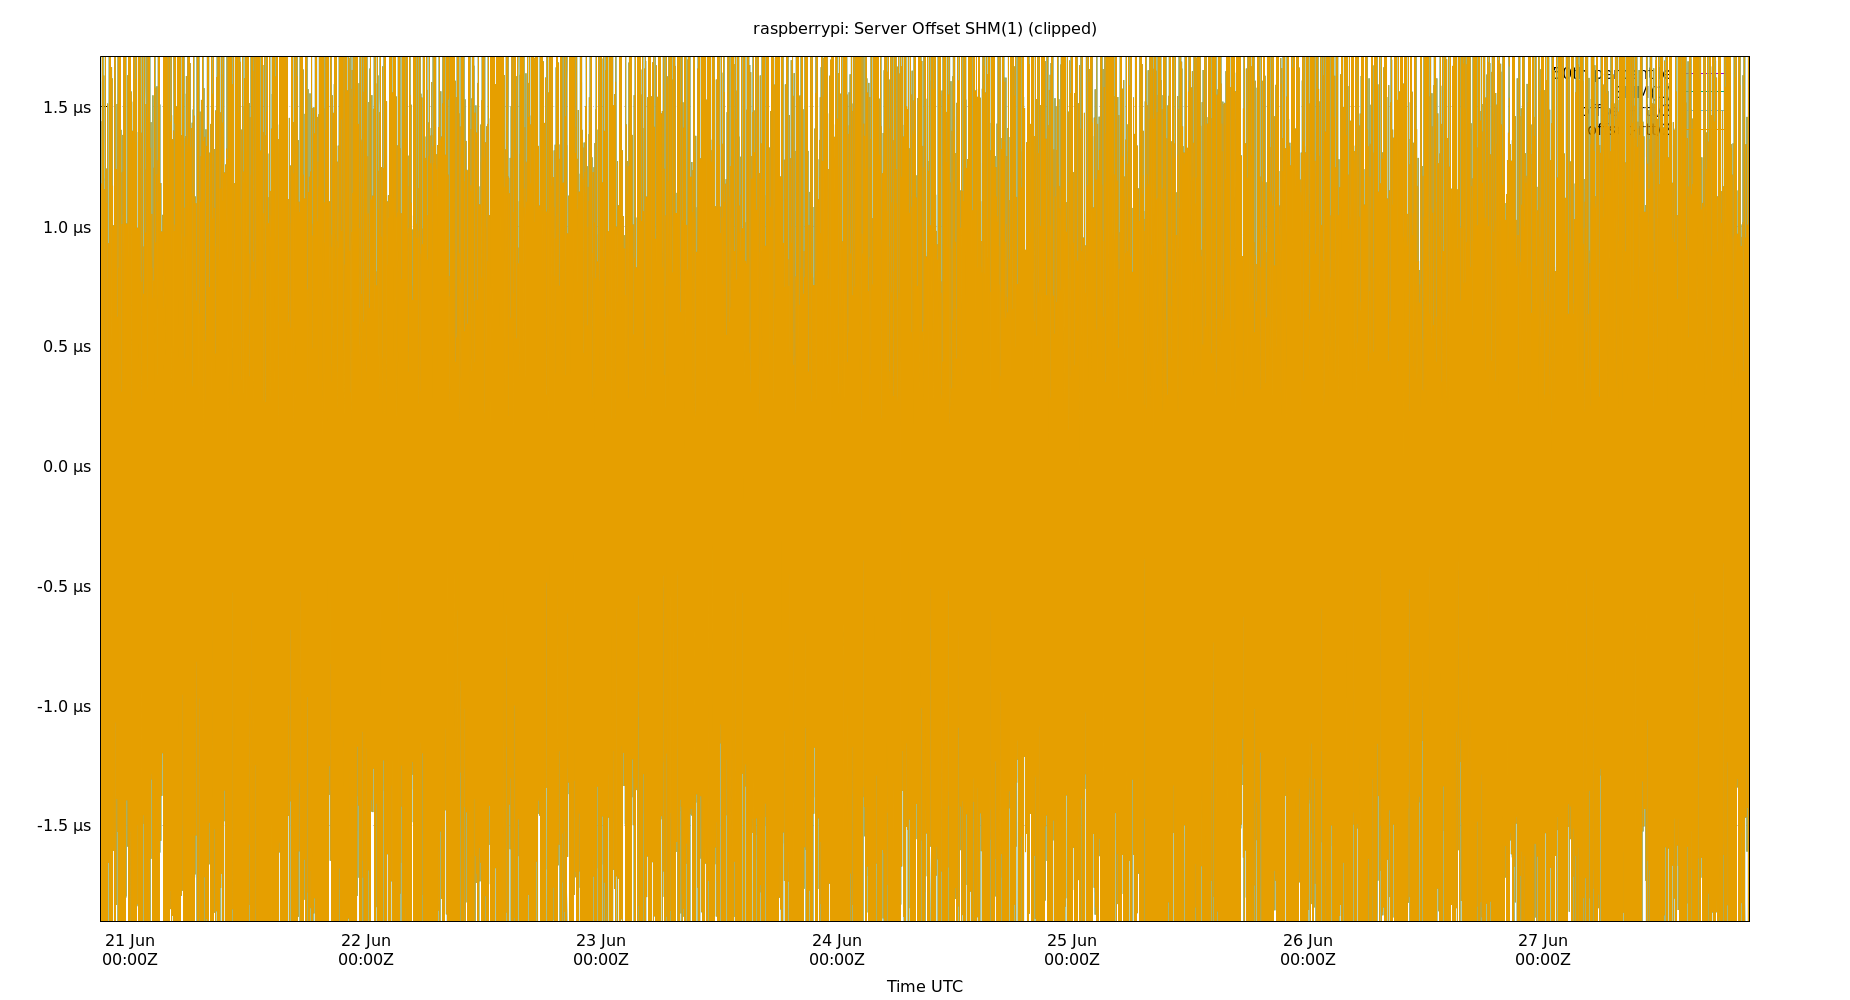 raspberrypi: Server Offset SHM(1) (clipped)
1.5 µs
1.0 µs
0.5 µs
0.0 µs
-0.5 µs
-1.0 µs
-1.5 µs
21 Jun 22 Jun 23 Jun 24 Jun 25 Jun 26 Jun 27 Jun
00:00Z 00:00Z 00:00Z 00:00Z 00:00Z 00:00Z 00:00Z
Time UTC